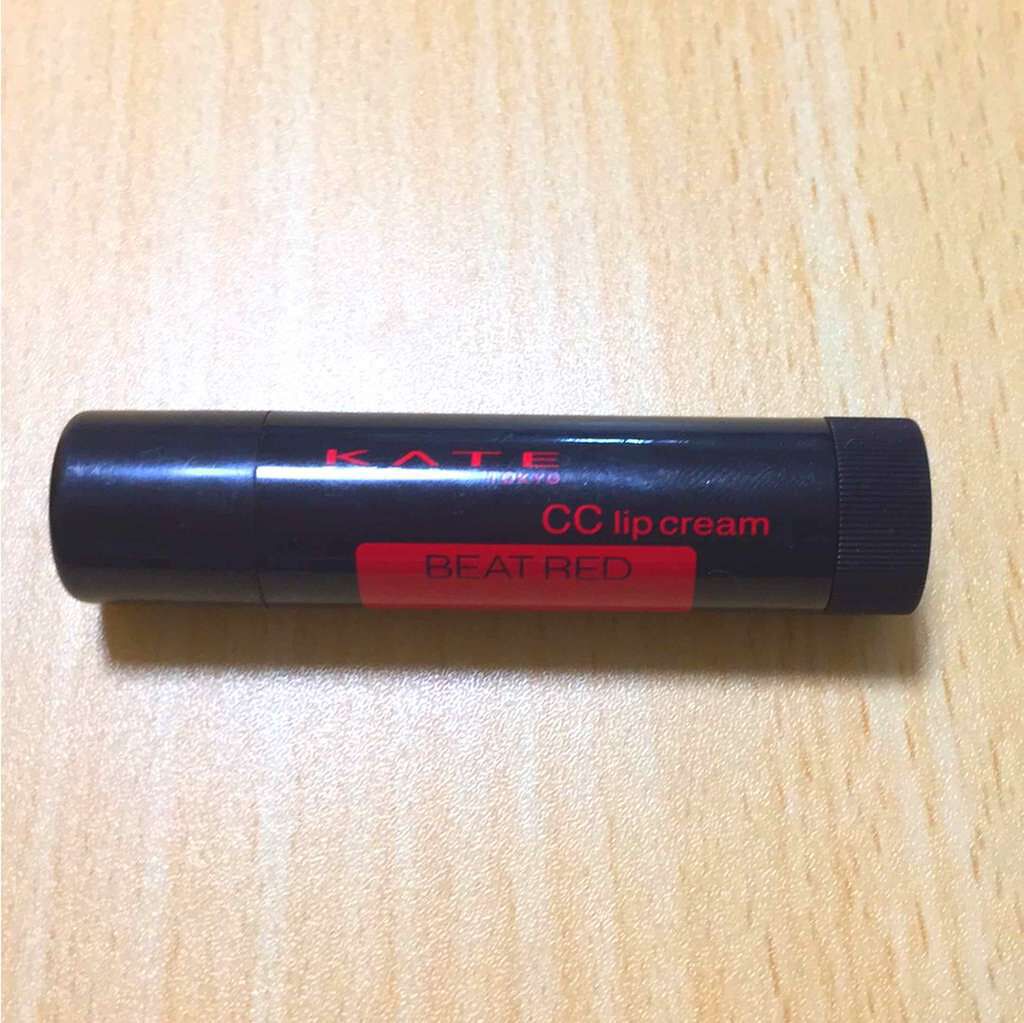 KATE
TOKYO
CC lip cream
BEAT RED